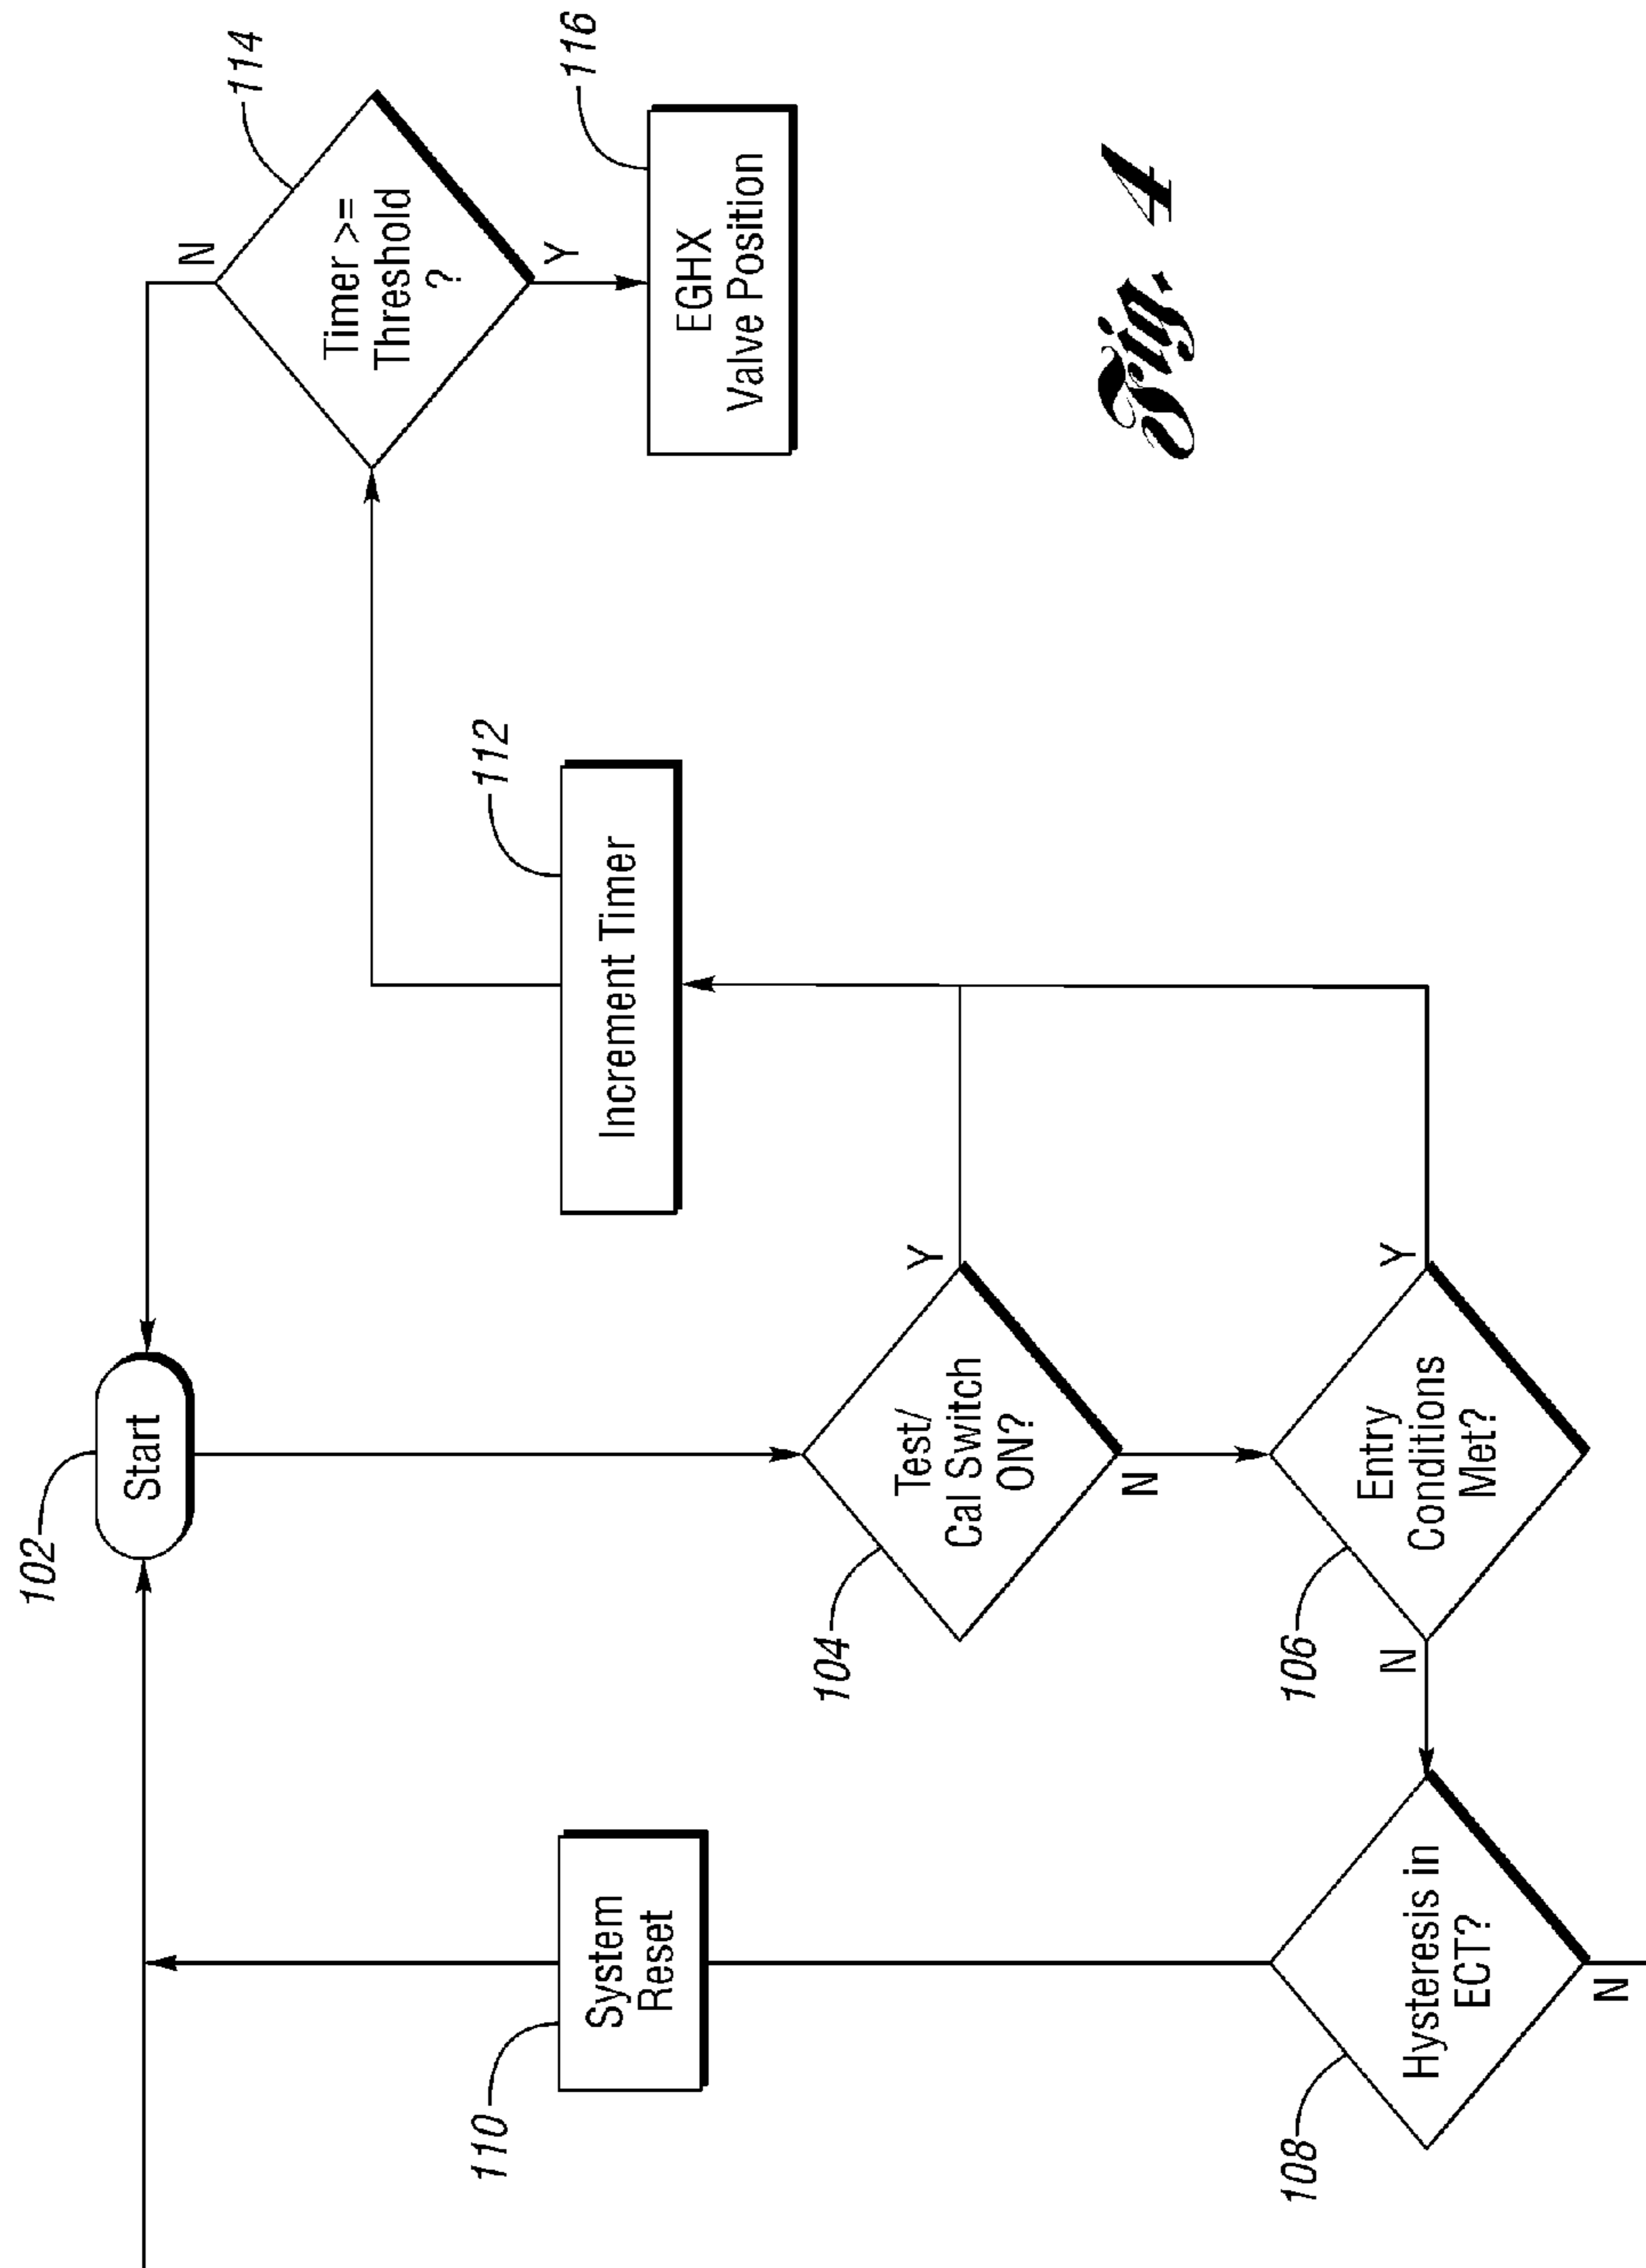 102
Start
104
Test/
Cal Switch
ON?
Y
N
106
Entry
Conditions
Met?
Y
N
108
Hysteresis in
ECT?
N
110
System
Reset
112
Increment Timer
114
Timer >=
Threshold
?
N
Y
116
EGHX
Valve Position
Fig. 4